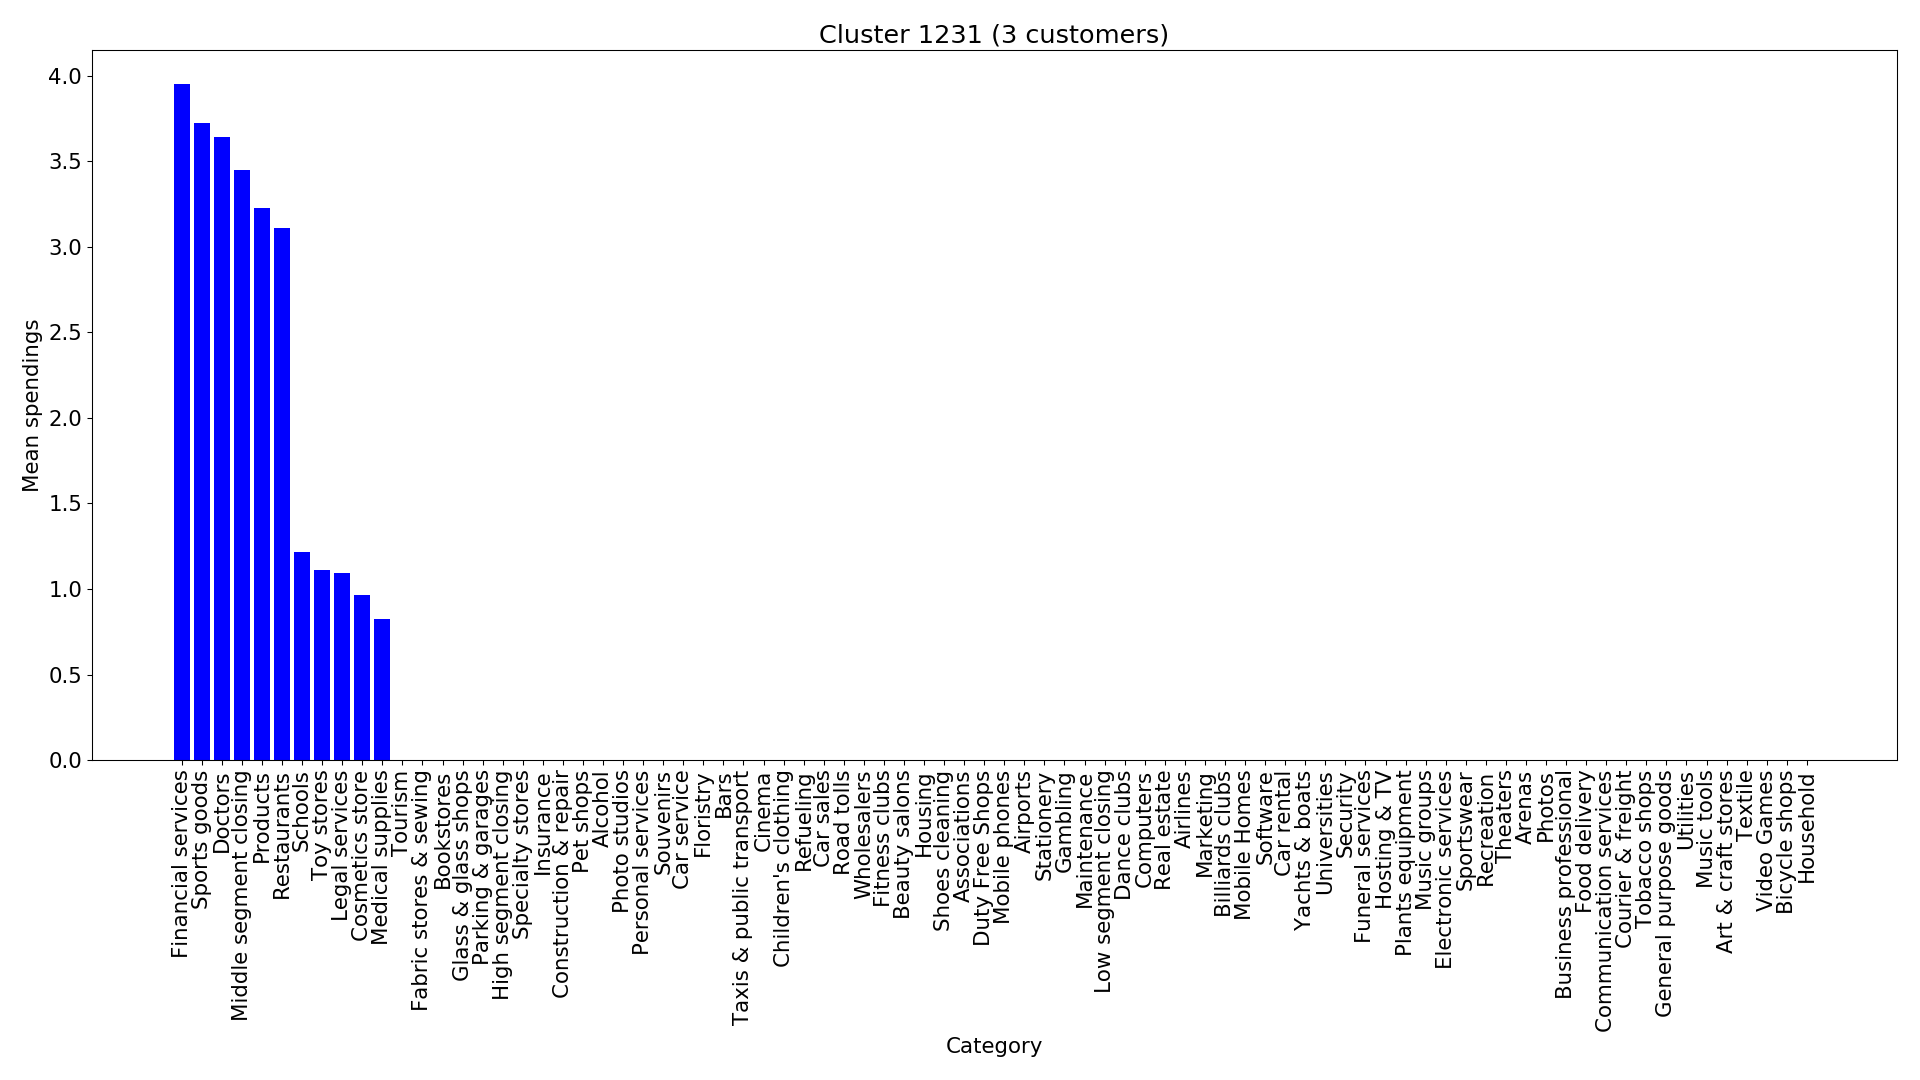 Cluster 1231 (3 customers)
Mean spendings
4.0
3.5
3.0
2.5
2.0
1.5
1.0
0.5
0.0
Financial services
Sports goods
Doctors
Middle segment closing
Products
Restaurants
Schools
Toy stores
Legal services
Cosmetics store
Medical supplies
Tourism
Fabric stores & sewing
Bookstores
Glass & glass shops
Parking & garages
High segment closing
Specialty stores
Insurance
Construction & repair
Pet shops
Alcohol
Photo studios
Personal services
Souvenirs
Car service
Floristry
Bars
Taxis & public transport
Cinema
Children's clothing
Refueling
Car sales
Road tolls
Wholesalers
Fitness clubs
Beauty salons
Housing
Shoes cleaning
Associations
Duty Free Shops
Mobile phones
Airports
Stationery
Gambling
Maintenance
Low segment closing
Dance clubs
Computers
Real estate
Airlines
Marketing
Billiards clubs
Mobile Homes
Software
Car rental
Yachts & boats
Universities
Security
Funeral services
Hosting & TV
Plants equipment
Music groups
Electronic services
Sportswear
Recreation
Theaters
Arenas
Photos
Business professional
Food delivery
Communication services
Courier & freight
Tobacco shops
General purpose goods
Utilities
Music tools
Art & craft stores
Textile
Video Games
Bicycle shops
Household
Category